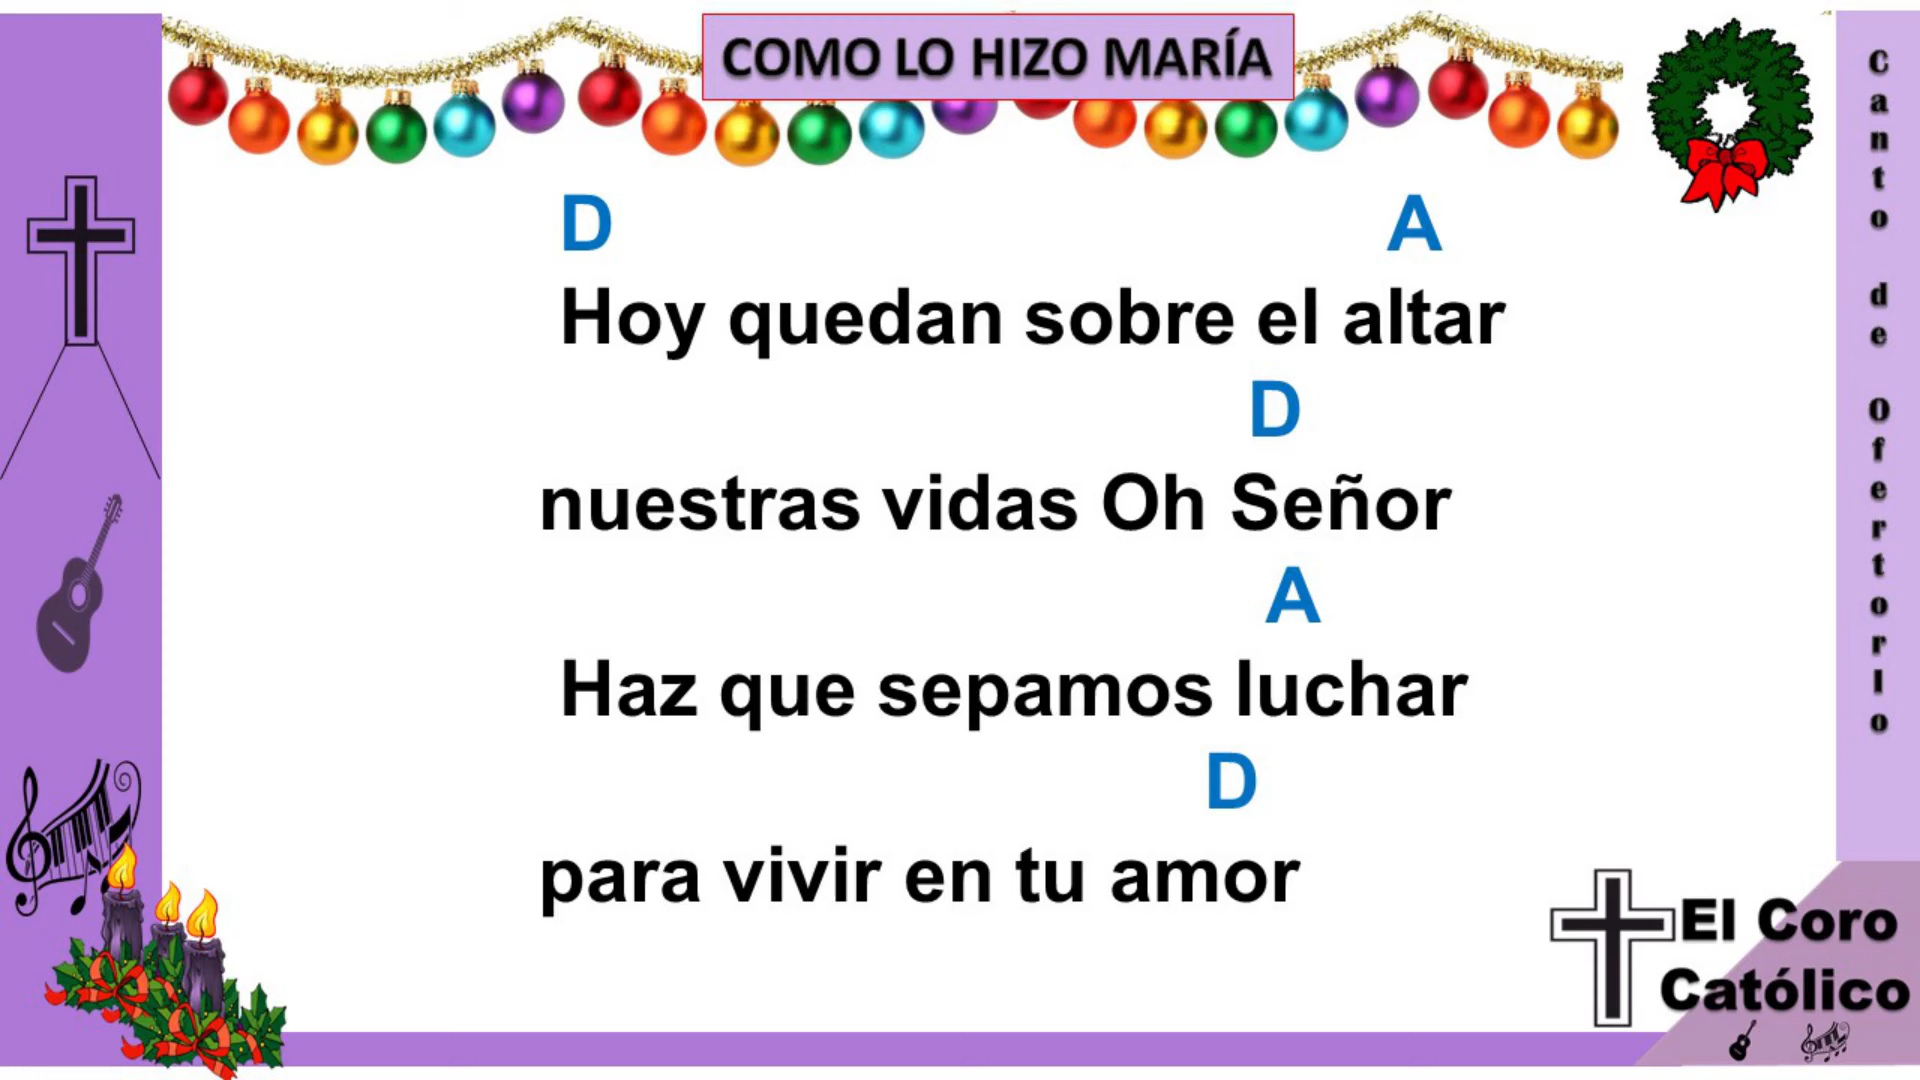 COMO LO HIZO MARÍA
D A
Hoy quedan sobre el altar
D
nuestras vidas Oh Señor
A
Haz que sepamos luchar
D
para vivir en tu amor
Canto de OfertorIo
El Coro
Católico